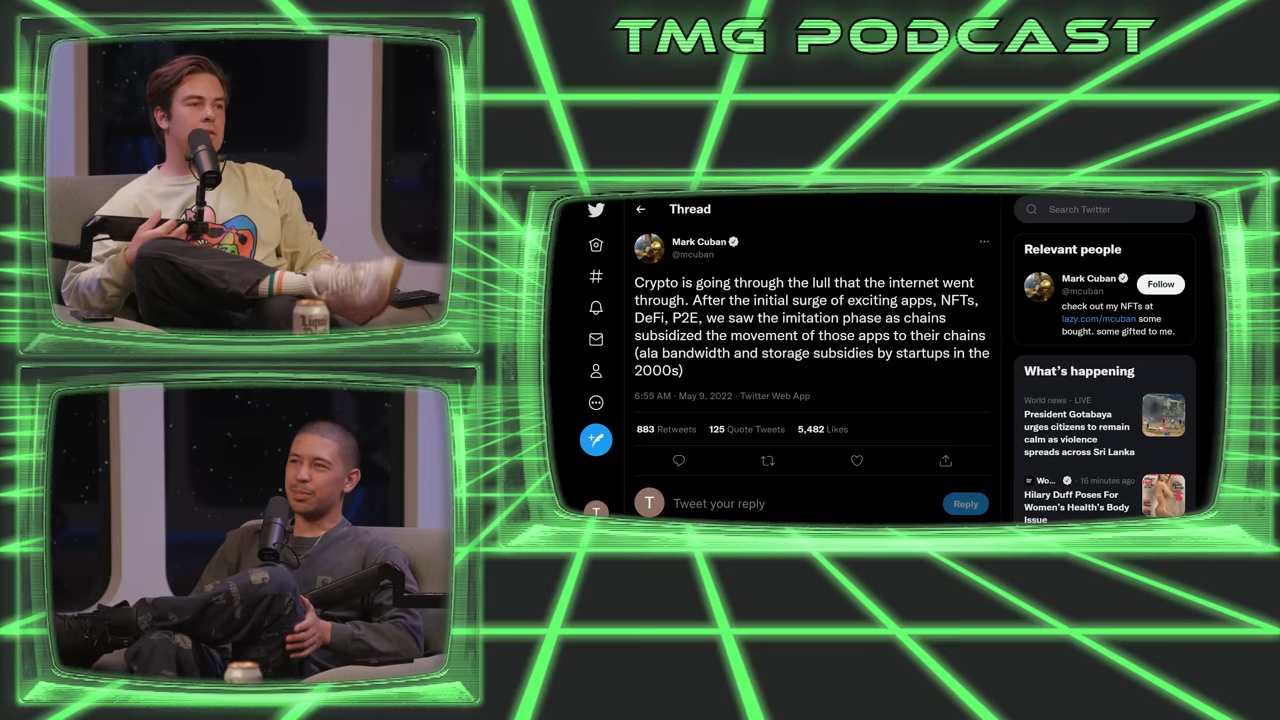 TMG PODCAST
Thread
Mark Cuban
@mcuban
Crypto is going through the lull that the internet went
through. After the initial surge of exciting apps, NFTs,
DeFi, P2E, we saw the imitation phase as chains
subsidized the movement of those apps to their chains
(ala bandwidth and storage subsidies by startups in the
2000s)
6:55 AM · May 9, 2022 · Twitter Web App
883 Retweets 125 Quote Tweets 5,482 Likes
T
Tweet your reply
Reply
T
Search Twitter
Relevant people
Mark Cuban
@mcuban
Follow
check out my NFTs at
lazy.com/mcuban some
bought. some gifted to me.
What's happening
World news · LIVE
President Gotabaya
urges citizens to remain
calm as violence
spreads across Sri Lanka
Wo... · 16 minutes ago
Hilary Duff Poses For
Women's Health's Body
Issue